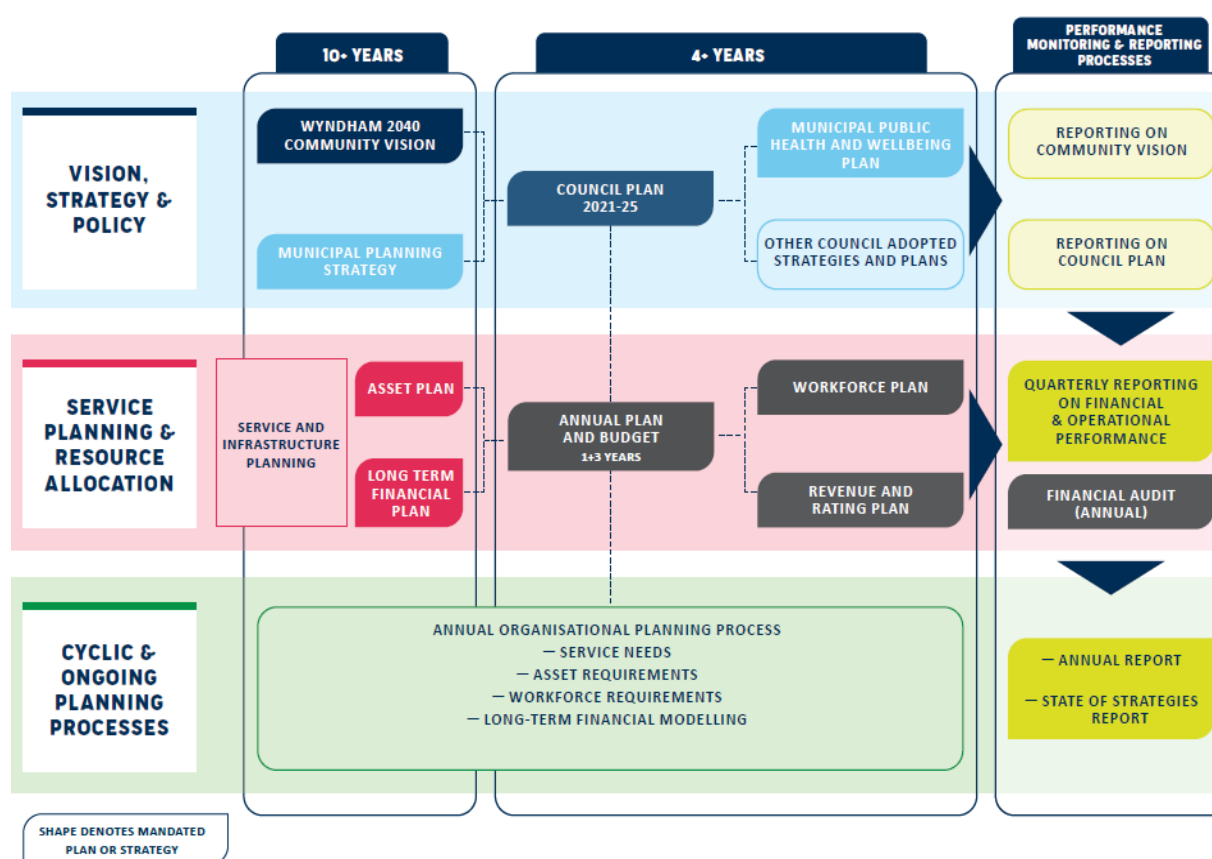 10+ YEARS
4+ YEARS
PERFORMANCE
MONITORING & REPORTING
PROCESSES
VISION,
STRATEGY &
POLICY
WYNDHAM 2040
COMMUNITY VISION
MUNICIPAL PLANNING
STRATEGY
COUNCIL PLAN
2021-25
MUNICIPAL PUBLIC
HEALTH AND WELLBEING
PLAN
OTHER COUNCIL ADOPTED
STRATEGIES AND PLANS
REPORTING ON
COMMUNITY VISION
REPORTING ON
COUNCIL PLAN
SERVICE
PLANNING &
RESOURCE
ALLOCATION
SERVICE AND
INFRASTRUCTURE
PLANNING
ASSET PLAN
LONG TERM
FINANCIAL
PLAN
ANNUAL PLAN
AND BUDGET
1+3 YEARS
WORKFORCE PLAN
REVENUE AND
RATING PLAN
QUARTERLY REPORTING
ON FINANCIAL
& OPERATIONAL
PERFORMANCE
FINANCIAL AUDIT
(ANNUAL)
CYCLIC &
ONGOING
PLANNING
PROCESSES
ANNUAL ORGANISATIONAL PLANNING PROCESS
— SERVICE NEEDS
— ASSET REQUIREMENTS
— WORKFORCE REQUIREMENTS
— LONG-TERM FINANCIAL MODELLING
— ANNUAL REPORT
— STATE OF STRATEGIES
REPORT
SHAPE DENOTES MANDATED
PLAN OR STRATEGY